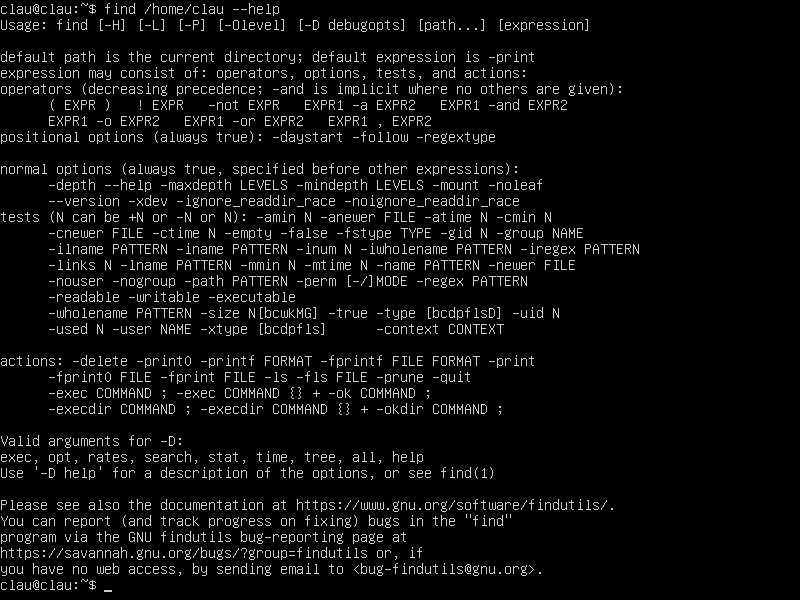 clau@clau:~$ find /home/clau --help
Usage: find [-H] [-L] [-P] [-Olevel] [-D debugopts] [path...] [expression]

default path is the current directory; default expression is -print
expression may consist of: operators, options, tests, and actions:
operators (decreasing precedence; -and is implicit where no others are given):
      ( EXPR )   ! EXPR   -not EXPR   EXPR1 -a EXPR2   EXPR1 -and EXPR2
      EXPR1 -o EXPR2   EXPR1 -or EXPR2   EXPR1 , EXPR2
positional options (always true): -daystart -follow -regextype

normal options (always true, specified before other expressions):
      -depth --help -maxdepth LEVELS -mindepth LEVELS -mount -noleaf
      --version -xdev -ignore_readdir_race -noignore_readdir_race
tests (N can be +N or -N or N): -amin N -anewer FILE -atime N -cmin N
      -cnewer FILE -ctime N -empty -false -fstype TYPE -gid N -group NAME
      -ilname PATTERN -iname PATTERN -inum N -iwholename PATTERN -iregex PATTERN
      -links N -lname PATTERN -mmin N -mtime N -name PATTERN -newer FILE
      -nouser -nogroup -path PATTERN -perm [-/]MODE -regex PATTERN
      -readable -writable -executable
      -wholename PATTERN -size N[bcwkMG] -true -type [bcdpflsD] -uid N
      -used N -user NAME -xtype [bcdpfls]      -context CONTEXT

actions: -delete -print0 -printf FORMAT -fprintf FILE FORMAT -print
      -fprint0 FILE -fprint FILE -ls -fls FILE -prune -quit
      -exec COMMAND ; -exec COMMAND {} + -ok COMMAND ;
      -execdir COMMAND ; -execdir COMMAND {} + -okdir COMMAND ;

Valid arguments for -D:
exec, opt, rates, search, stat, time, tree, all, help
Use '-D help' for a description of the options, or see find(1)

Please see also the documentation at https://www.gnu.org/software/findutils/.
You can report (and track progress on fixing) bugs in the "find"
program via the GNU findutils bug-reporting page at
https://savannah.gnu.org/bugs/?group=findutils or, if
you have no web access, by sending email to <bug-findutils@gnu.org>.
clau@clau:~$ _